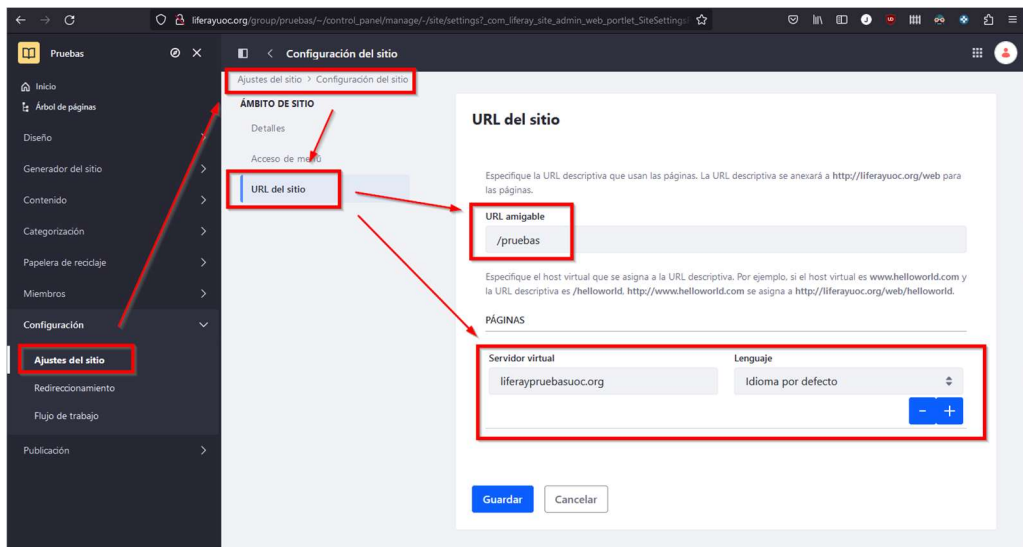 liferayuoc.org/group/pruebas/~/control_panel/manage/-/site/settings?_com_liferay_site_admin_web_portlet_SiteSettings
Pruebas
Configuración del sitio
Inicio
Árbol de páginas
Diseño
Generador del sitio
Contenido
Categorización
Papelera de reciclaje
Miembros
Configuración
Ajustes del sitio
Redireccionamiento
Flujo de trabajo
Publicación
Ajustes del sitio > Configuración del sitio
ÁMBITO DE SITIO
Detalles
Acceso de menú
URL del sitio
URL del sitio
Especifique la URL descriptiva que usan las páginas. La URL descriptiva se anexará a http://liferayuoc.org/web para
las páginas.
URL amigable
/pruebas
Especifique el host virtual que se asigna a la URL descriptiva. Por ejemplo, si el host virtual es www.helloworld.com y
la URL descriptiva es /helloworld. http://www.helloworld.com se asigna a http://liferayuoc.org/web/helloworld.
PÁGINAS
Servidor virtual
Lenguaje
liferaypruebasuoc.org
Idioma por defecto
- +
Guardar
Cancelar